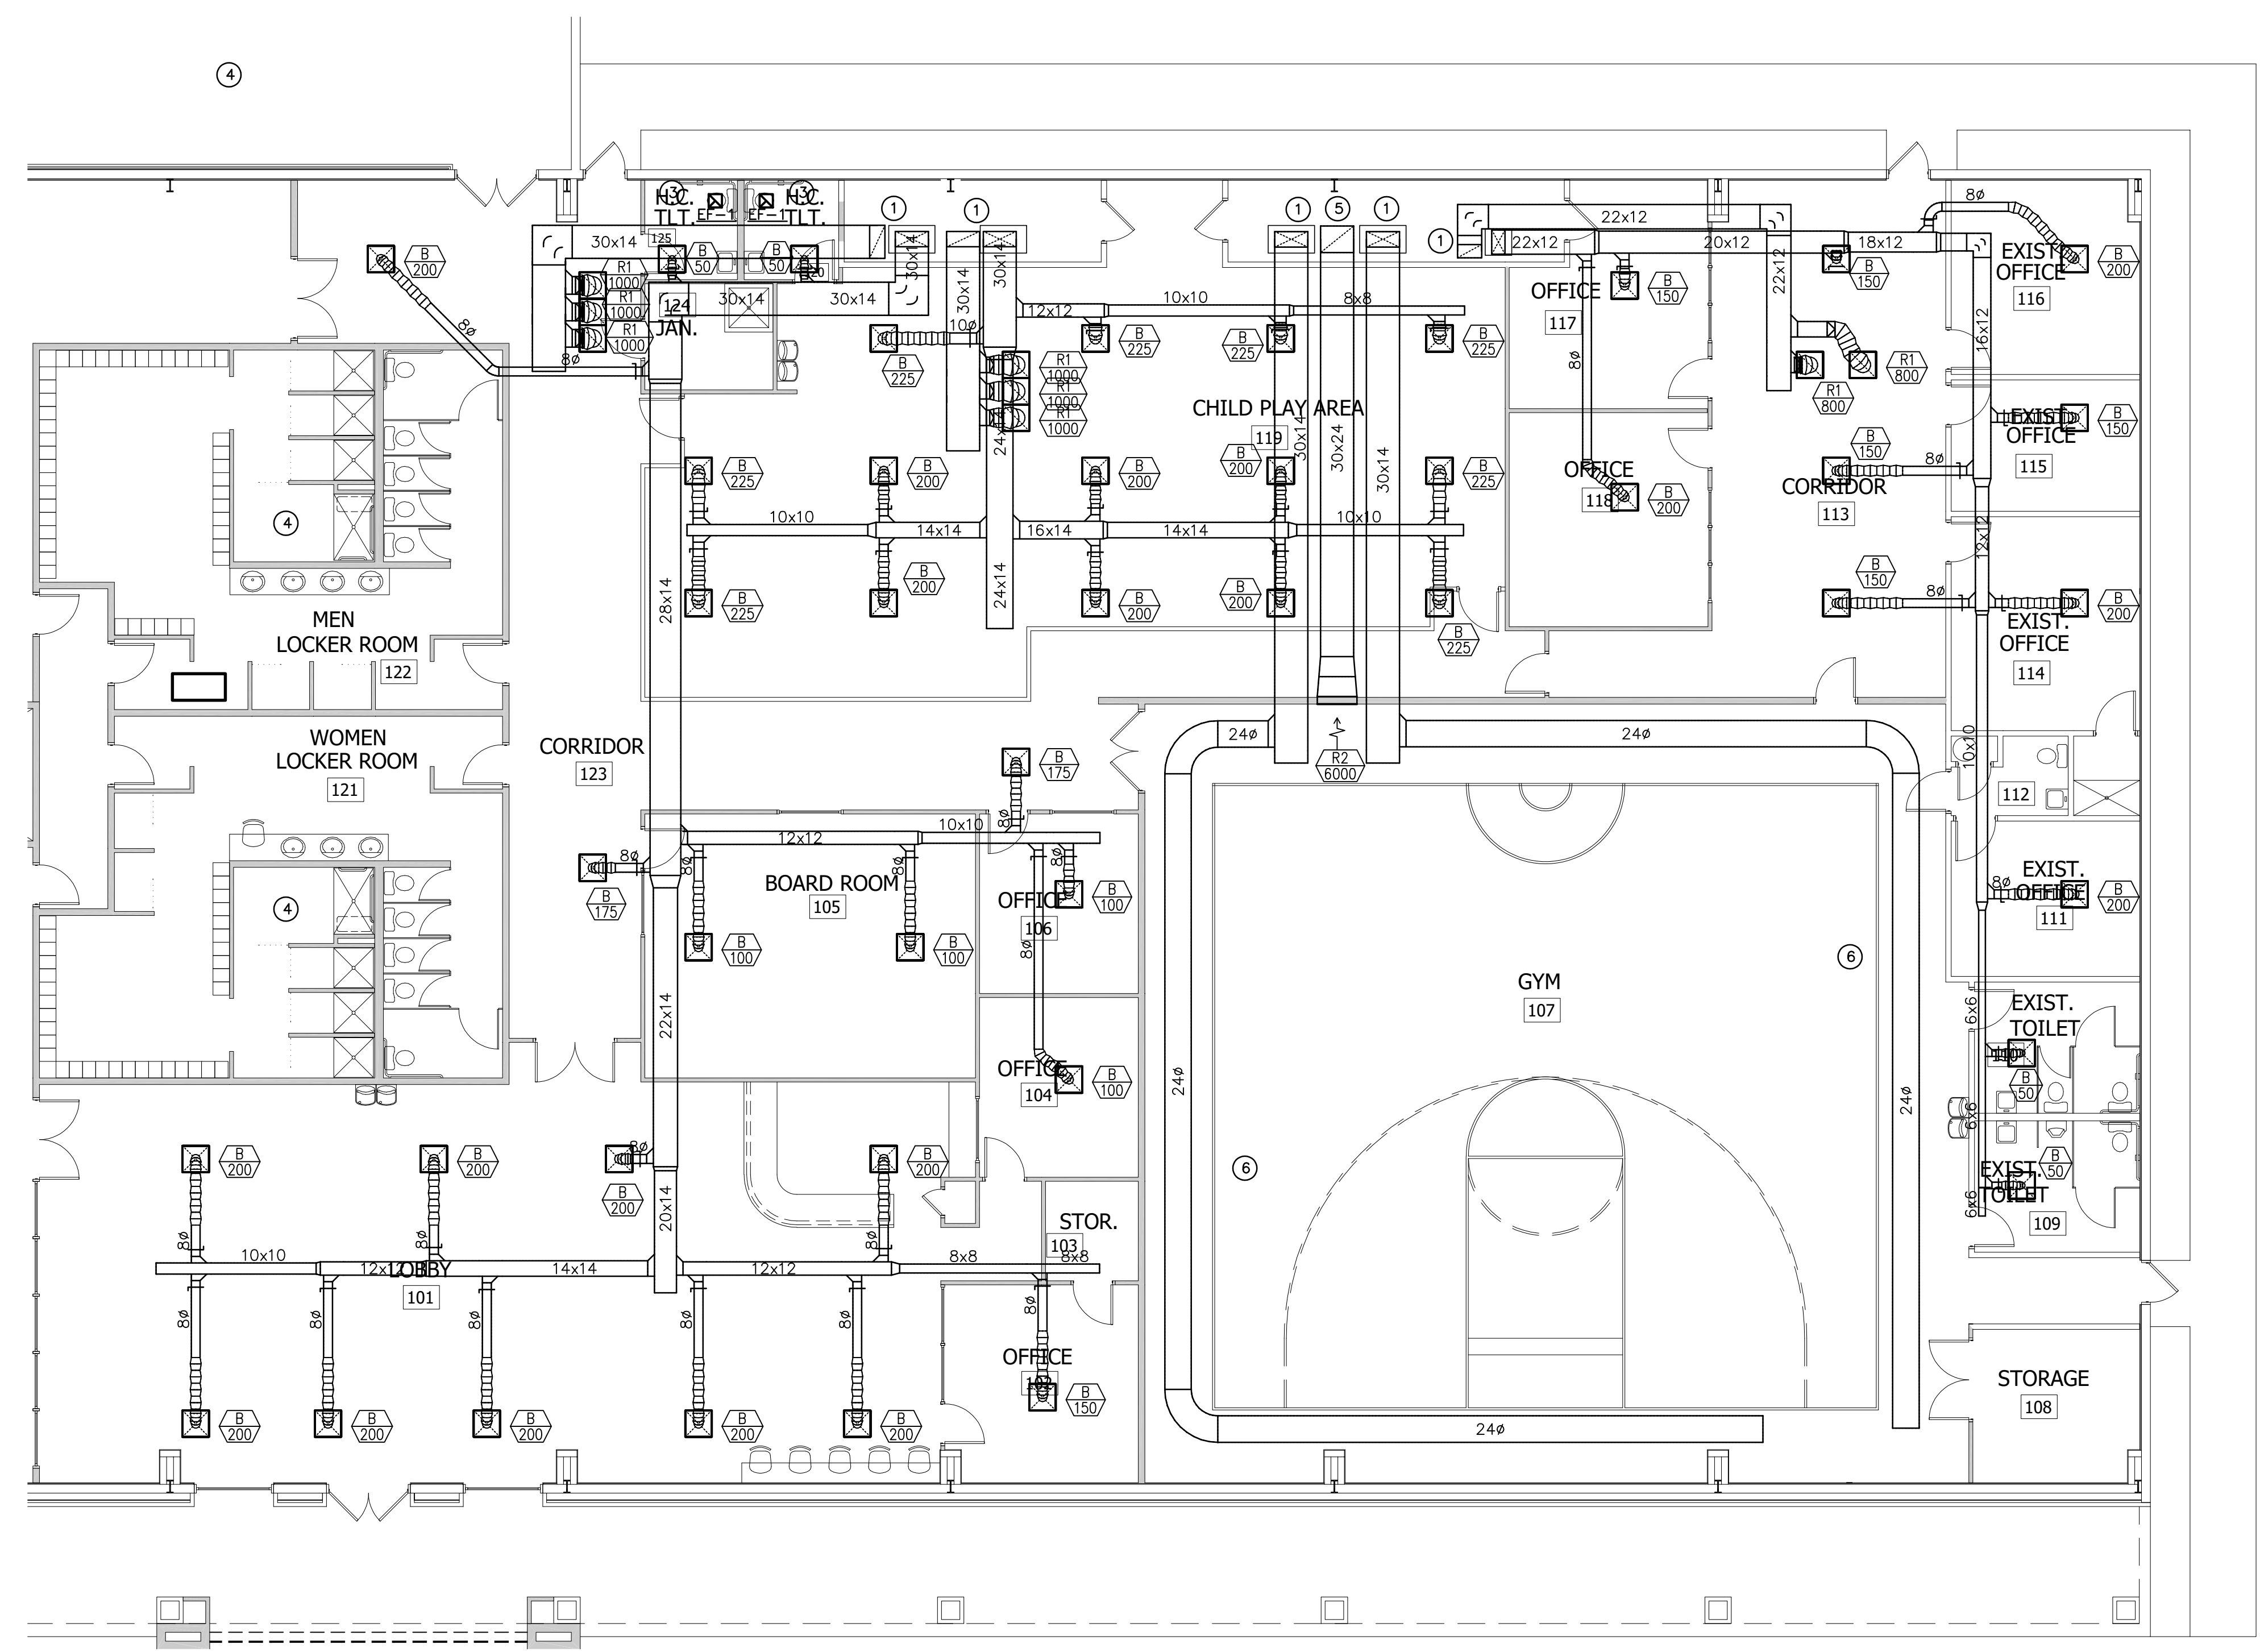 4
3
3
H.C.
TLT.
H.C.
TLT.
EF-1
EF-1
1
1
1
5
1
1
30x14
125
B
50
B
50
30x14
30x14
30x14
22x12
22x12
20x12
18x12
8ø
EXIST
OFFICE
116
B
200
B
200
R1
1000
R1
1000
R1
1000
124
JAN.
30x14
30x14
8ø
8ø
10ø
B
225
12x12
10x10
8x8
B
225
B
225
B
225
OFFICE
117
B
150
B
150
22x12
16x12
8ø
R1
1000
R1
1000
R1
1000
R1
800
R1
800
CHILD PLAY AREA
119
24x14
30x14
30x24
30x14
EXIST.
OFFICE
115
B
150
B
225
B
200
B
200
B
200
B
225
OFFICE
118
B
200
B
150
8ø
CORRIDOR
113
4
10x10
14x14
16x14
14x14
10x10
12x12
28x14
24x14
B
225
B
200
B
200
B
200
B
225
B
150
8ø
B
200
EXIST.
OFFICE
114
MEN
LOCKER ROOM
122
WOMEN
LOCKER ROOM
121
CORRIDOR
123
B
175
8ø
24ø
R2
6000
24ø
10x10
112
12x12
10x10
8ø
B
175
8ø
8ø
8ø
BOARD ROOM
105
OFFICE
106
B
100
8ø
B
100
B
100
4
6
GYM
107
EXIST.
OFFICE
111
8ø
B
200
22x14
EXIST.
TOILET
110
6x6
B
50
OFFICE
104
B
100
24ø
24ø
6x6
B
200
B
200
8ø
B
200
B
200
6
B
50
EXIST.
TOILET
109
6x6
20x14
STOR.
103
8ø
8ø
8ø
10x10
12x12
LOBBY
101
14x14
12x12
8x8
8x8
8ø
8ø
8ø
8ø
8ø
8ø
OFFICE
102
B
150
STORAGE
108
B
200
B
200
B
200
B
200
B
200
24ø